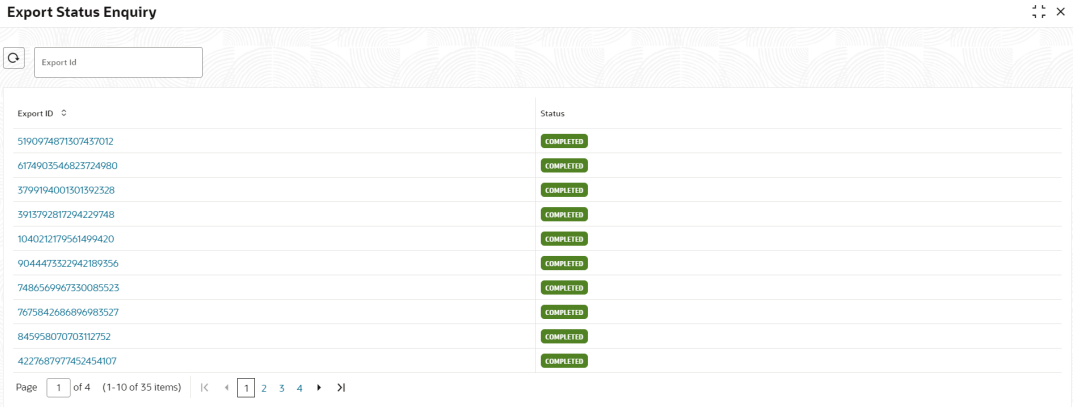 Export Status Enquiry
Export Id
Export ID Status
5190974871307437012 COMPLETED
6174903546823724980 COMPLETED
3799194001301392328 COMPLETED
3913792817294229748 COMPLETED
1040212179561499420 COMPLETED
9044473322942189356 COMPLETED
7486569967330085523 COMPLETED
7675842686896983527 COMPLETED
845958070703112752 COMPLETED
4227687977452454107 COMPLETED
Page 1 of 4 (1-10 of 35 items) 1 2 3 4